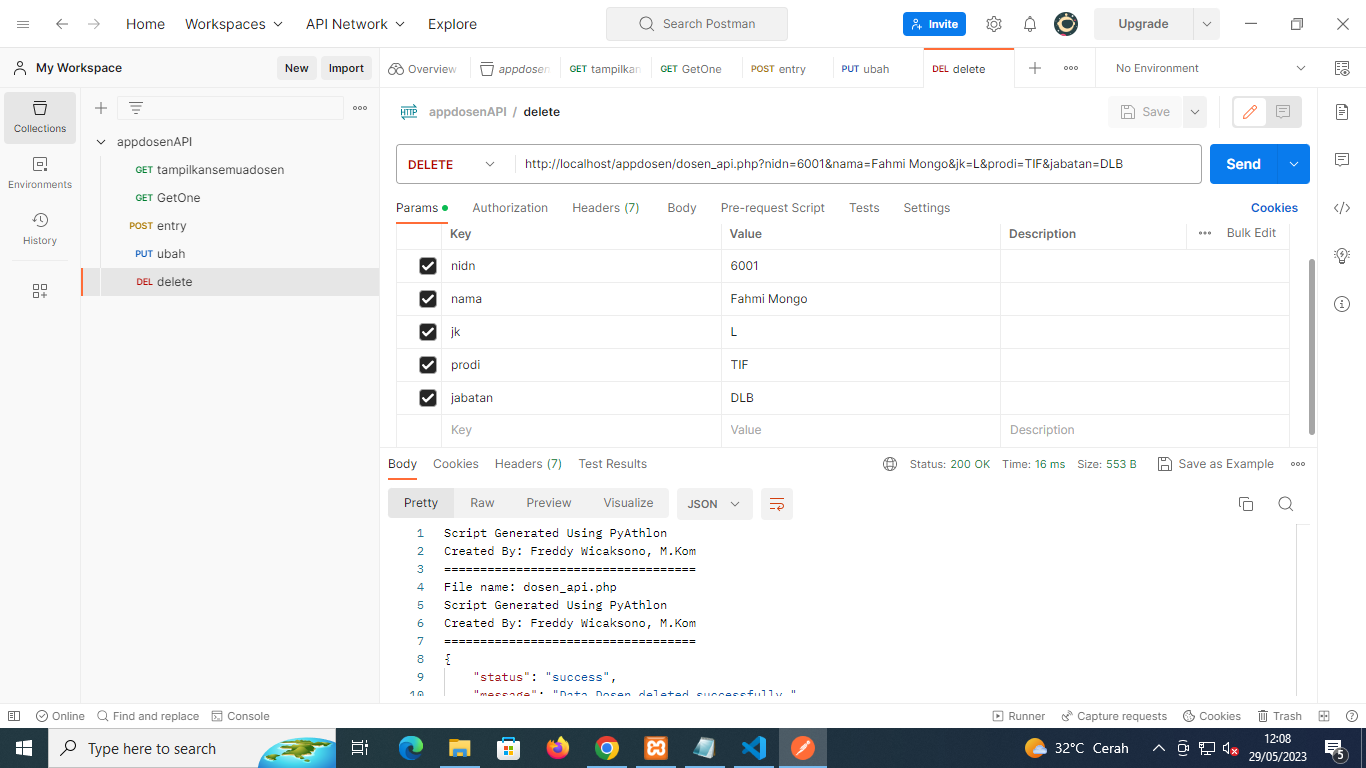 Home
Workspaces
API Network
Explore
Search Postman
Invite
Upgrade
My Workspace
New
Import
Overview
appdosen
GET tampilkan
GET GetOne
POST entry
PUT ubah
DEL delete
No Environment
Collections
Environments
History
appdosenAPI
GET tampilkansemuadosen
GET GetOne
POST entry
PUT ubah
DEL delete
HTTP appdosenAPI / delete
Save
DELETE
http://localhost/appdosen/dosen_api.php?nidn=6001&nama=Fahmi Mongo&jk=L&prodi=TIF&jabatan=DLB
Send
Params Authorization Headers (7) Body Pre-request Script Tests Settings Cookies
Key Value Description Bulk Edit
nidn 6001
nama Fahmi Mongo
jk L
prodi TIF
jabatan DLB
Key Value Description
Body Cookies Headers (7) Test Results Status: 200 OK Time: 16 ms Size: 553 B Save as Example
Pretty Raw Preview Visualize JSON
1 Script Generated Using PyAthlon
2 Created By: Freddy Wicaksono, M.Kom
3 ===================================
4 File name: dosen_api.php
5 Script Generated Using PyAthlon
6 Created By: Freddy Wicaksono, M.Kom
7 ===================================
8 {
9 "status": "success",
10 "message": "Data Dosen deleted successfully."
Online Find and replace Console Runner Capture requests Cookies Trash
Type here to search
32°C Cerah
12:08
29/05/2023
5